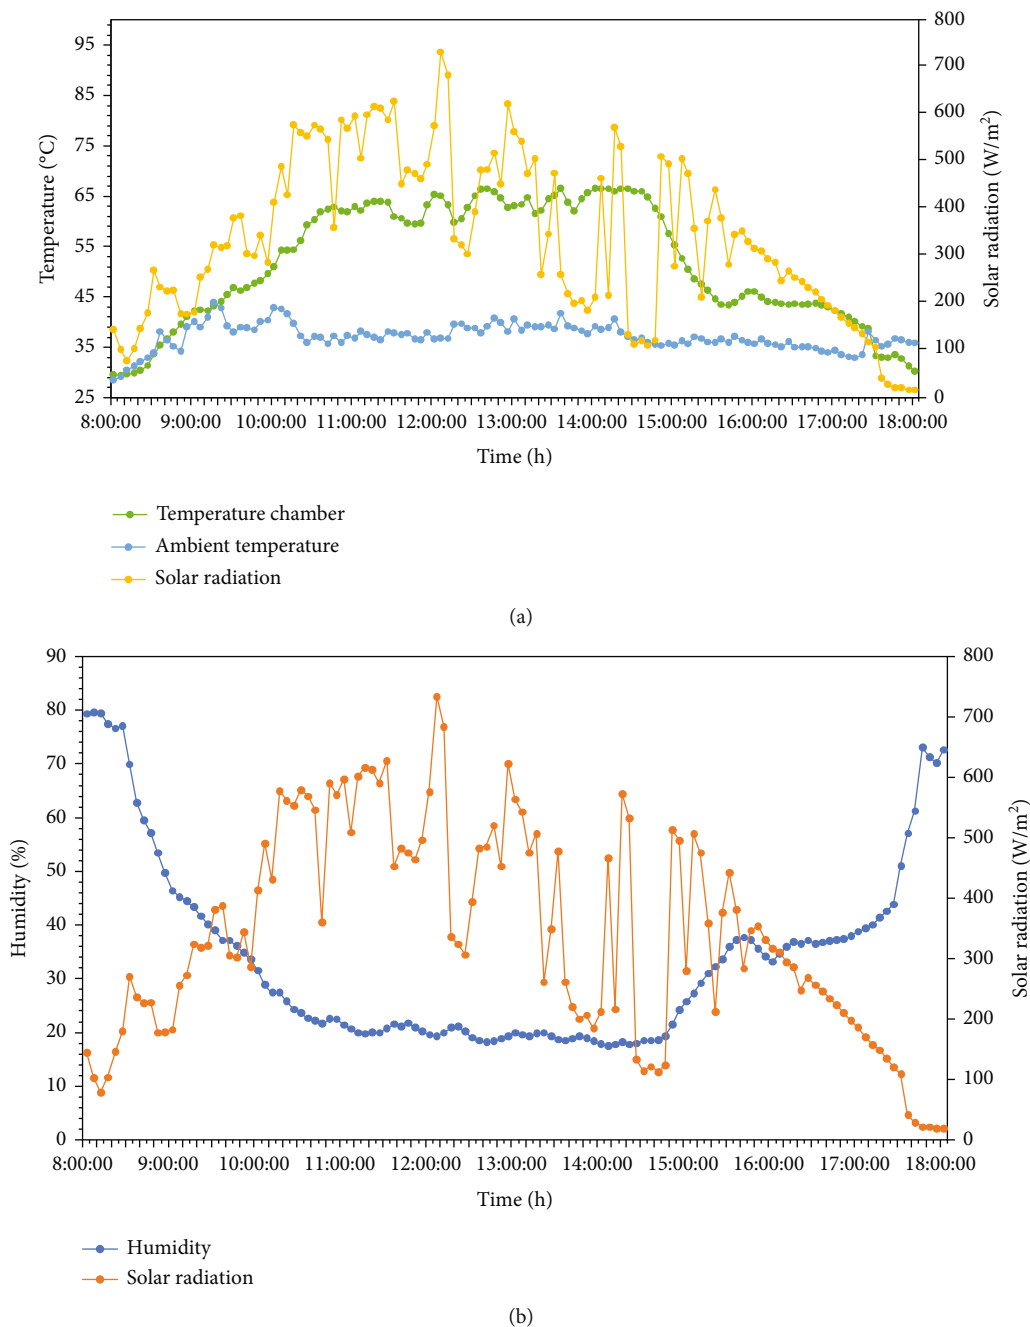 95
85
75
65
55
45
35
25
Temperature (°C)
800
700
600
500
400
300
200
100
0
Solar radiation (W/m²)
8:00:00 9:00:00 10:00:00 11:00:00 12:00:00 13:00:00 14:00:00 15:00:00 16:00:00 17:00:00 18:00:00
Time (h)
Temperature chamber
Ambient temperature
Solar radiation
(a)
90
80
70
60
50
40
30
20
10
0
Humidity (%)
800
700
600
500
400
300
200
100
0
Solar radiation (W/m²)
8:00:00 9:00:00 10:00:00 11:00:00 12:00:00 13:00:00 14:00:00 15:00:00 16:00:00 17:00:00 18:00:00
Time (h)
Humidity
Solar radiation
(b)